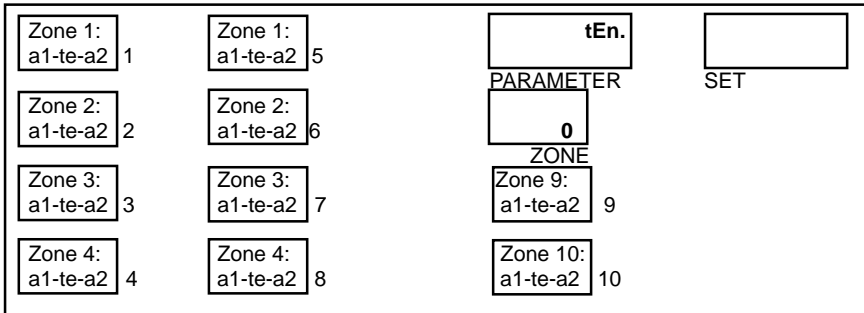 Zone 1:
a1-te-a2 1
Zone 1:
a1-te-a2 5
tEn.
PARAMETER
SET
Zone 2:
a1-te-a2 2
Zone 2:
a1-te-a2 6
0
ZONE
Zone 3:
a1-te-a2 3
Zone 3:
a1-te-a2 7
Zone 9:
a1-te-a2 9
Zone 4:
a1-te-a2 4
Zone 4:
a1-te-a2 8
Zone 10:
a1-te-a2 10